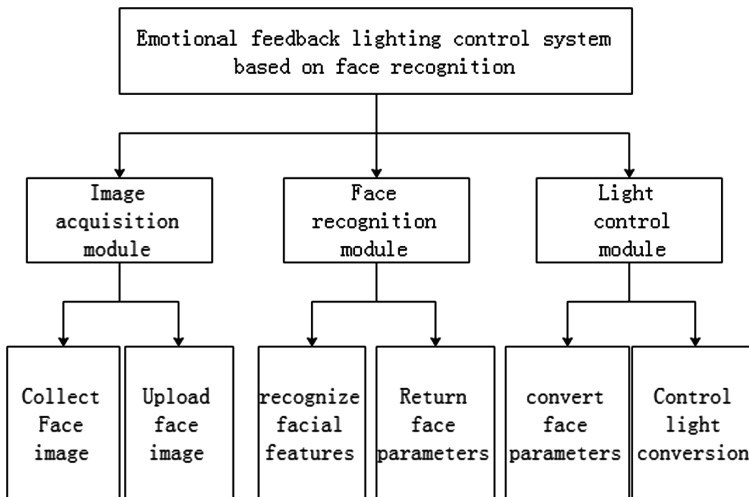 Emotional feedback lighting control system
based on face recognition
Image
acquisition
module
Face
recognition
module
Light
control
module
Collect
Face
image
Upload
face
image
recognize
facial
features
Return
face
parameters
convert
face
parameters
Control
light
conversion